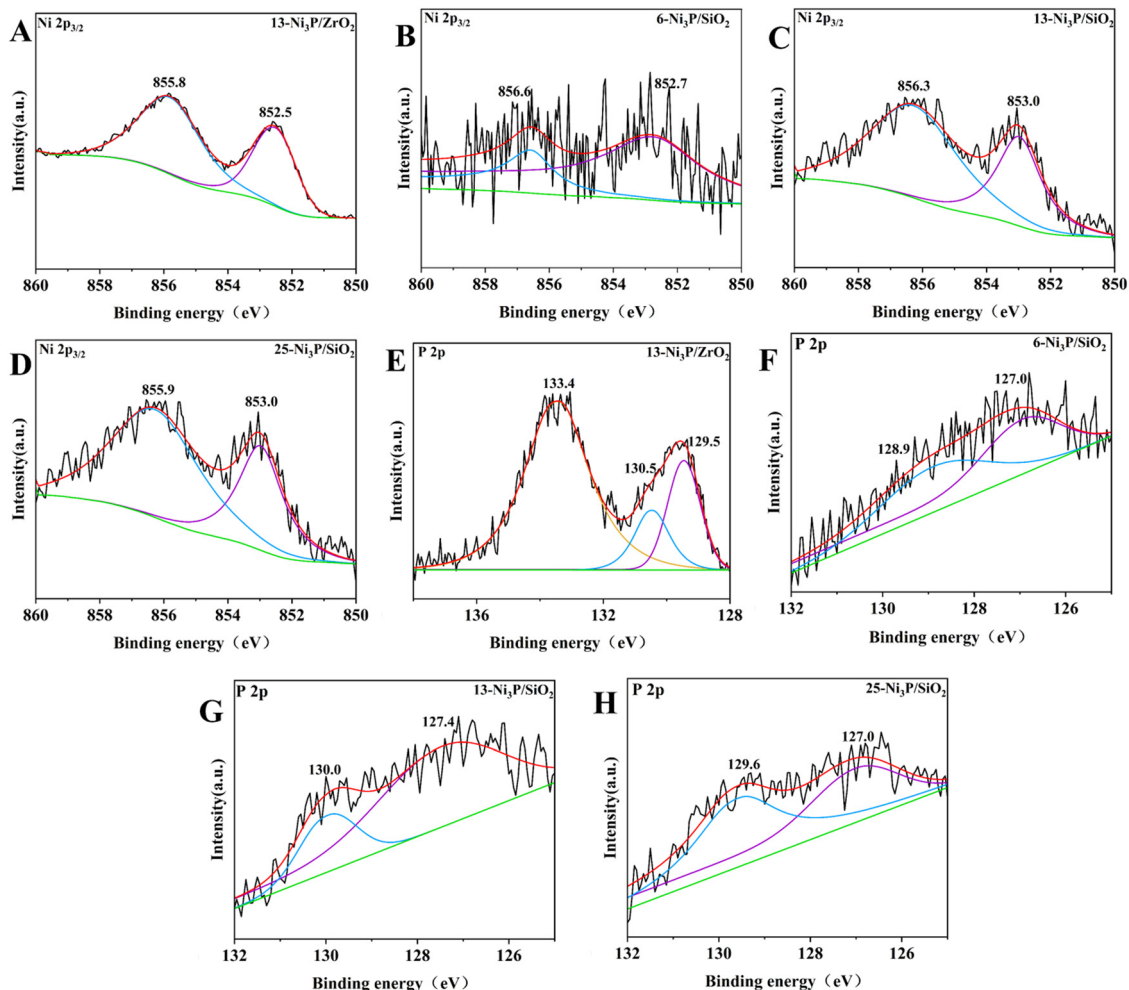 A
Ni 2p3/2
13-Ni3P/ZrO2
855.8
852.5
Intensity(a.u.)
860 858 856 854 852 850
Binding energy (eV)
B
Ni 2p3/2
6-Ni3P/SiO2
856.6
852.7
Intensity(a.u.)
860 858 856 854 852 850
Binding energy (eV)
C
Ni 2p3/2
13-Ni3P/SiO2
856.3
853.0
Intensity(a.u.)
860 858 856 854 852 850
Binding energy (eV)
D
Ni 2p3/2
25-Ni3P/SiO2
855.9
853.0
Intensity(a.u.)
860 858 856 854 852 850
Binding energy (eV)
E
P 2p
13-Ni3P/ZrO2
133.4
130.5
129.5
Intensity(a.u.)
136 132 128
Binding energy (eV)
F
P 2p
6-Ni3P/SiO2
128.9
127.0
Intensity(a.u.)
132 130 128 126
Binding energy (eV)
G
P 2p
13-Ni3P/SiO2
130.0
127.4
Intensity(a.u.)
132 130 128 126
Binding energy (eV)
H
P 2p
25-Ni3P/SiO2
129.6
127.0
Intensity(a.u.)
132 130 128 126
Binding energy (eV)